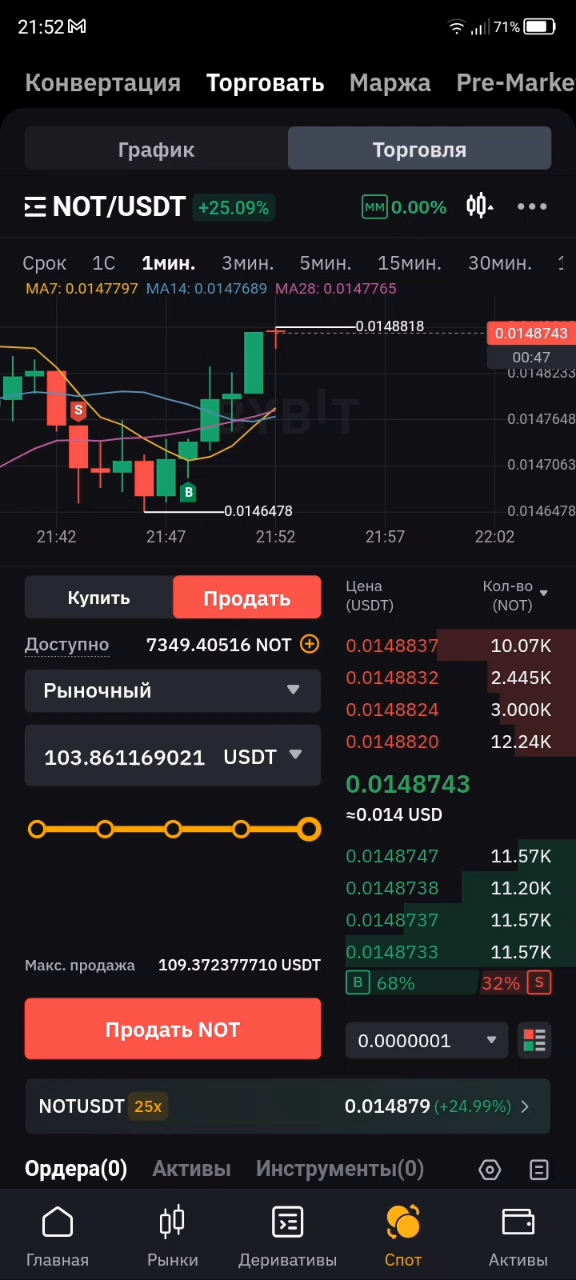 21:52 71%
Конвертация Торговать Маржа Pre-Marke
График Торговля
NOT/USDT +25.09% MM 0.00%
Срок 1С 1мин. 3мин. 5мин. 15мин. 30мин. 1
MA7: 0.0147797 MA14: 0.0147689 MA28: 0.0147765
0.0148818
0.0148743
00:47
0.0148233
S
BYBIT
0.0147648
0.0147063
B
0.0146478 0.0146478
21:42 21:47 21:52 21:57 22:02
Купить Продать
Доступно 7349.40516 NOT
Рыночный
103.861169021 USDT
Макс. продажа 109.372377710 USDT
Продать NOT
Цена Кол-во
(USDT) (NOT)
0.0148837 10.07K
0.0148832 2.445K
0.0148824 3.000K
0.0148820 12.24K
0.0148743
≈0.014 USD
0.0148747 11.57K
0.0148738 11.20K
0.0148737 11.57K
0.0148733 11.57K
B 68% 32% S
0.0000001
NOTUSDT 25x 0.014879 (+24.99%)
Ордера(0) Активы Инструменты(0)
Главная Рынки Деривативы Спот Активы